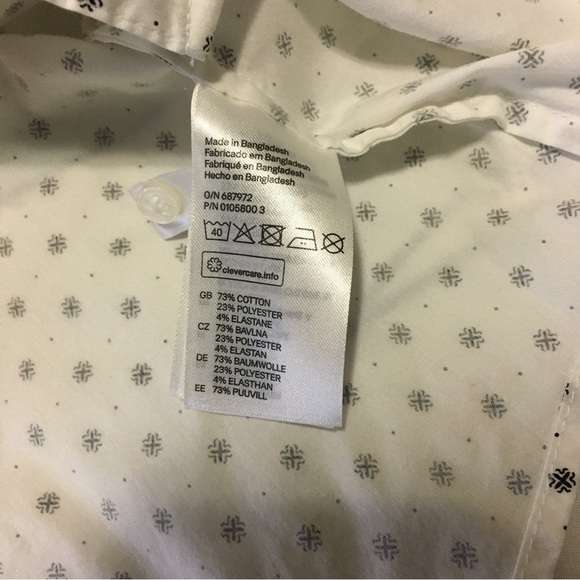 Made in Bangladesh
Fabricado em Bangladesh
Fabriqué en Bangladesh
Hecho en Bangladesh
O/N 687972
P/N 0105800 3
40
clevercare.info
GB 73% COTTON
23% POLYESTER
4% ELASTANE
CZ 73% BAVLNA
23% POLYESTER
4% ELASTAN
DE 73% BAUMWOLLE
23% POLYESTER
4% ELASTHAN
EE 73% PUUVILL